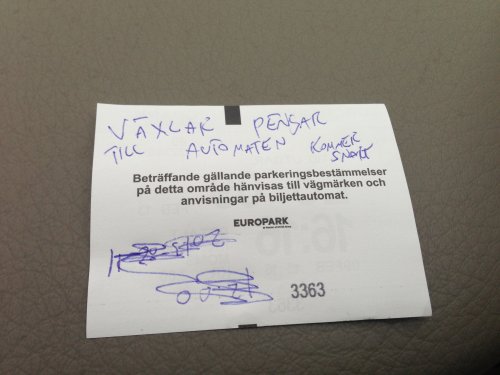 VÄXLAR PENGAR
TILL AUTOMATEN KOMMER SNART
Beträffande gällande parkeringsbestämmelser
på detta område hänvisas till vägmärken och
anvisningar på biljettautomat.
EUROPARK
3363